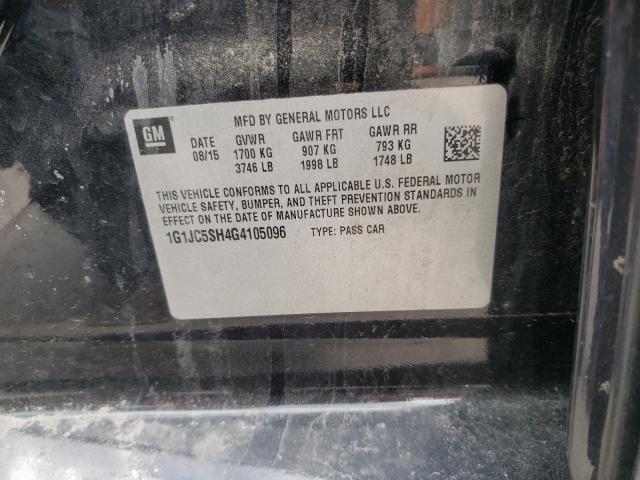 MFD BY GENERAL MOTORS LLC
GM
DATE GVWR GAWR FRT GAWR RR
08/15 1700 KG 907 KG 793 KG
3746 LB 1998 LB 1748 LB
THIS VEHICLE CONFORMS TO ALL APPLICABLE U.S. FEDERAL MOTOR
VEHICLE SAFETY, BUMPER, AND THEFT PREVENTION STANDARDS IN
EFFECT ON THE DATE OF MANUFACTURE SHOWN ABOVE.
1G1JC5SH4G4105096 TYPE: PASS CAR